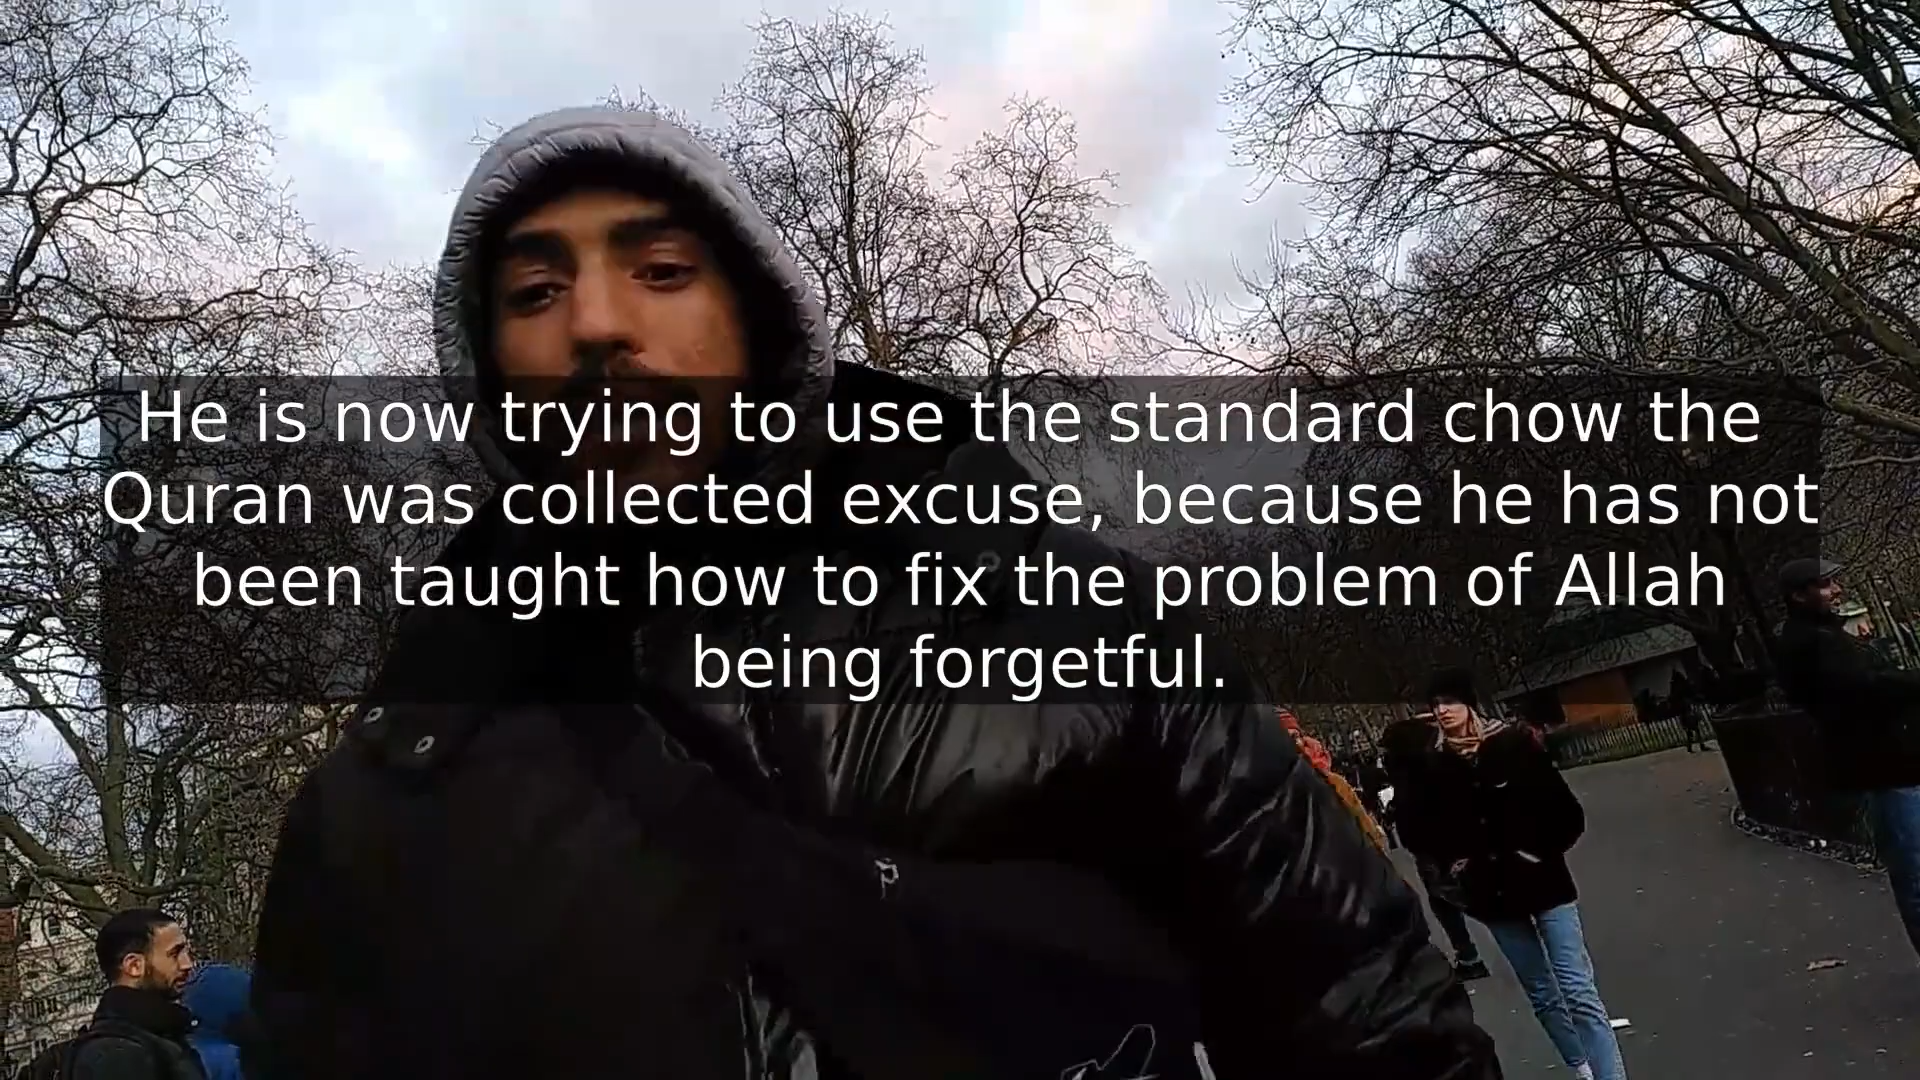 He is now trying to use the standard chow the
Quran was collected excuse, because he has not
been taught how to fix the problem of Allah
being forgetful.